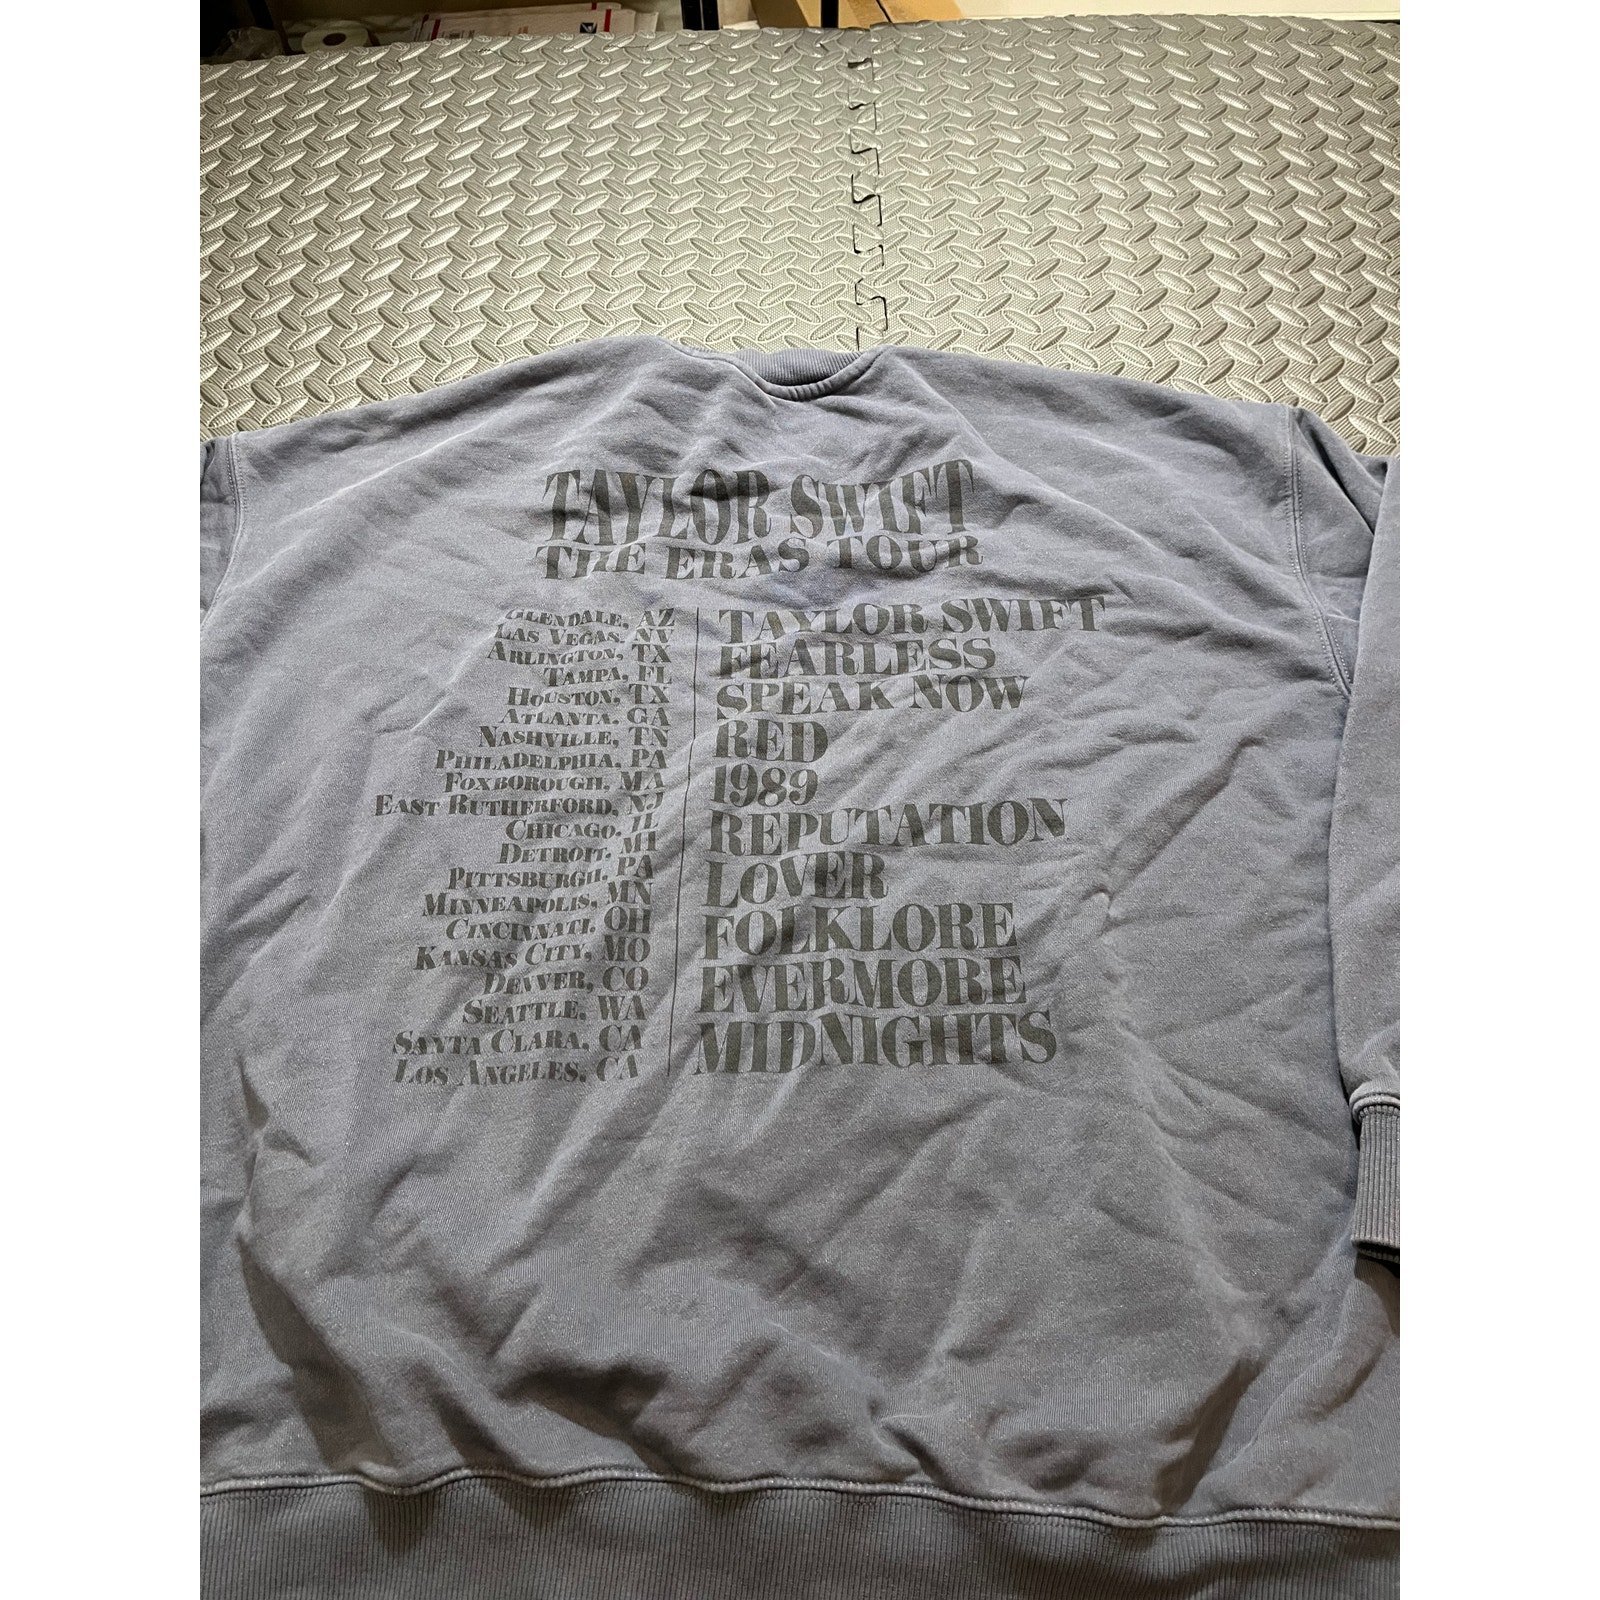 TAYLOR SWIFT
THE ERAS TOUR
GLENDALE, AZ
LAS VEGAS, NV
ARLINGTON, TX
TAMPA, FL
HOUSTON, TX
ATLANTA, GA
NASHVILLE, TN
PHILADELPHIA, PA
FOXBOROUGH, MA
EAST RUTHERFORD, NJ
CHICAGO, IL
DETROIT, MI
PITTSBURGH, PA
MINNEAPOLIS, MN
CINCINNATI, OH
KANSAS CITY, MO
DENVER, CO
SEATTLE, WA
SANTA CLARA, CA
LOS ANGELES, CA
TAYLOR SWIFT
FEARLESS
SPEAK NOW
RED
1989
REPUTATION
LOVER
FOLKLORE
EVERMORE
MIDNIGHTS